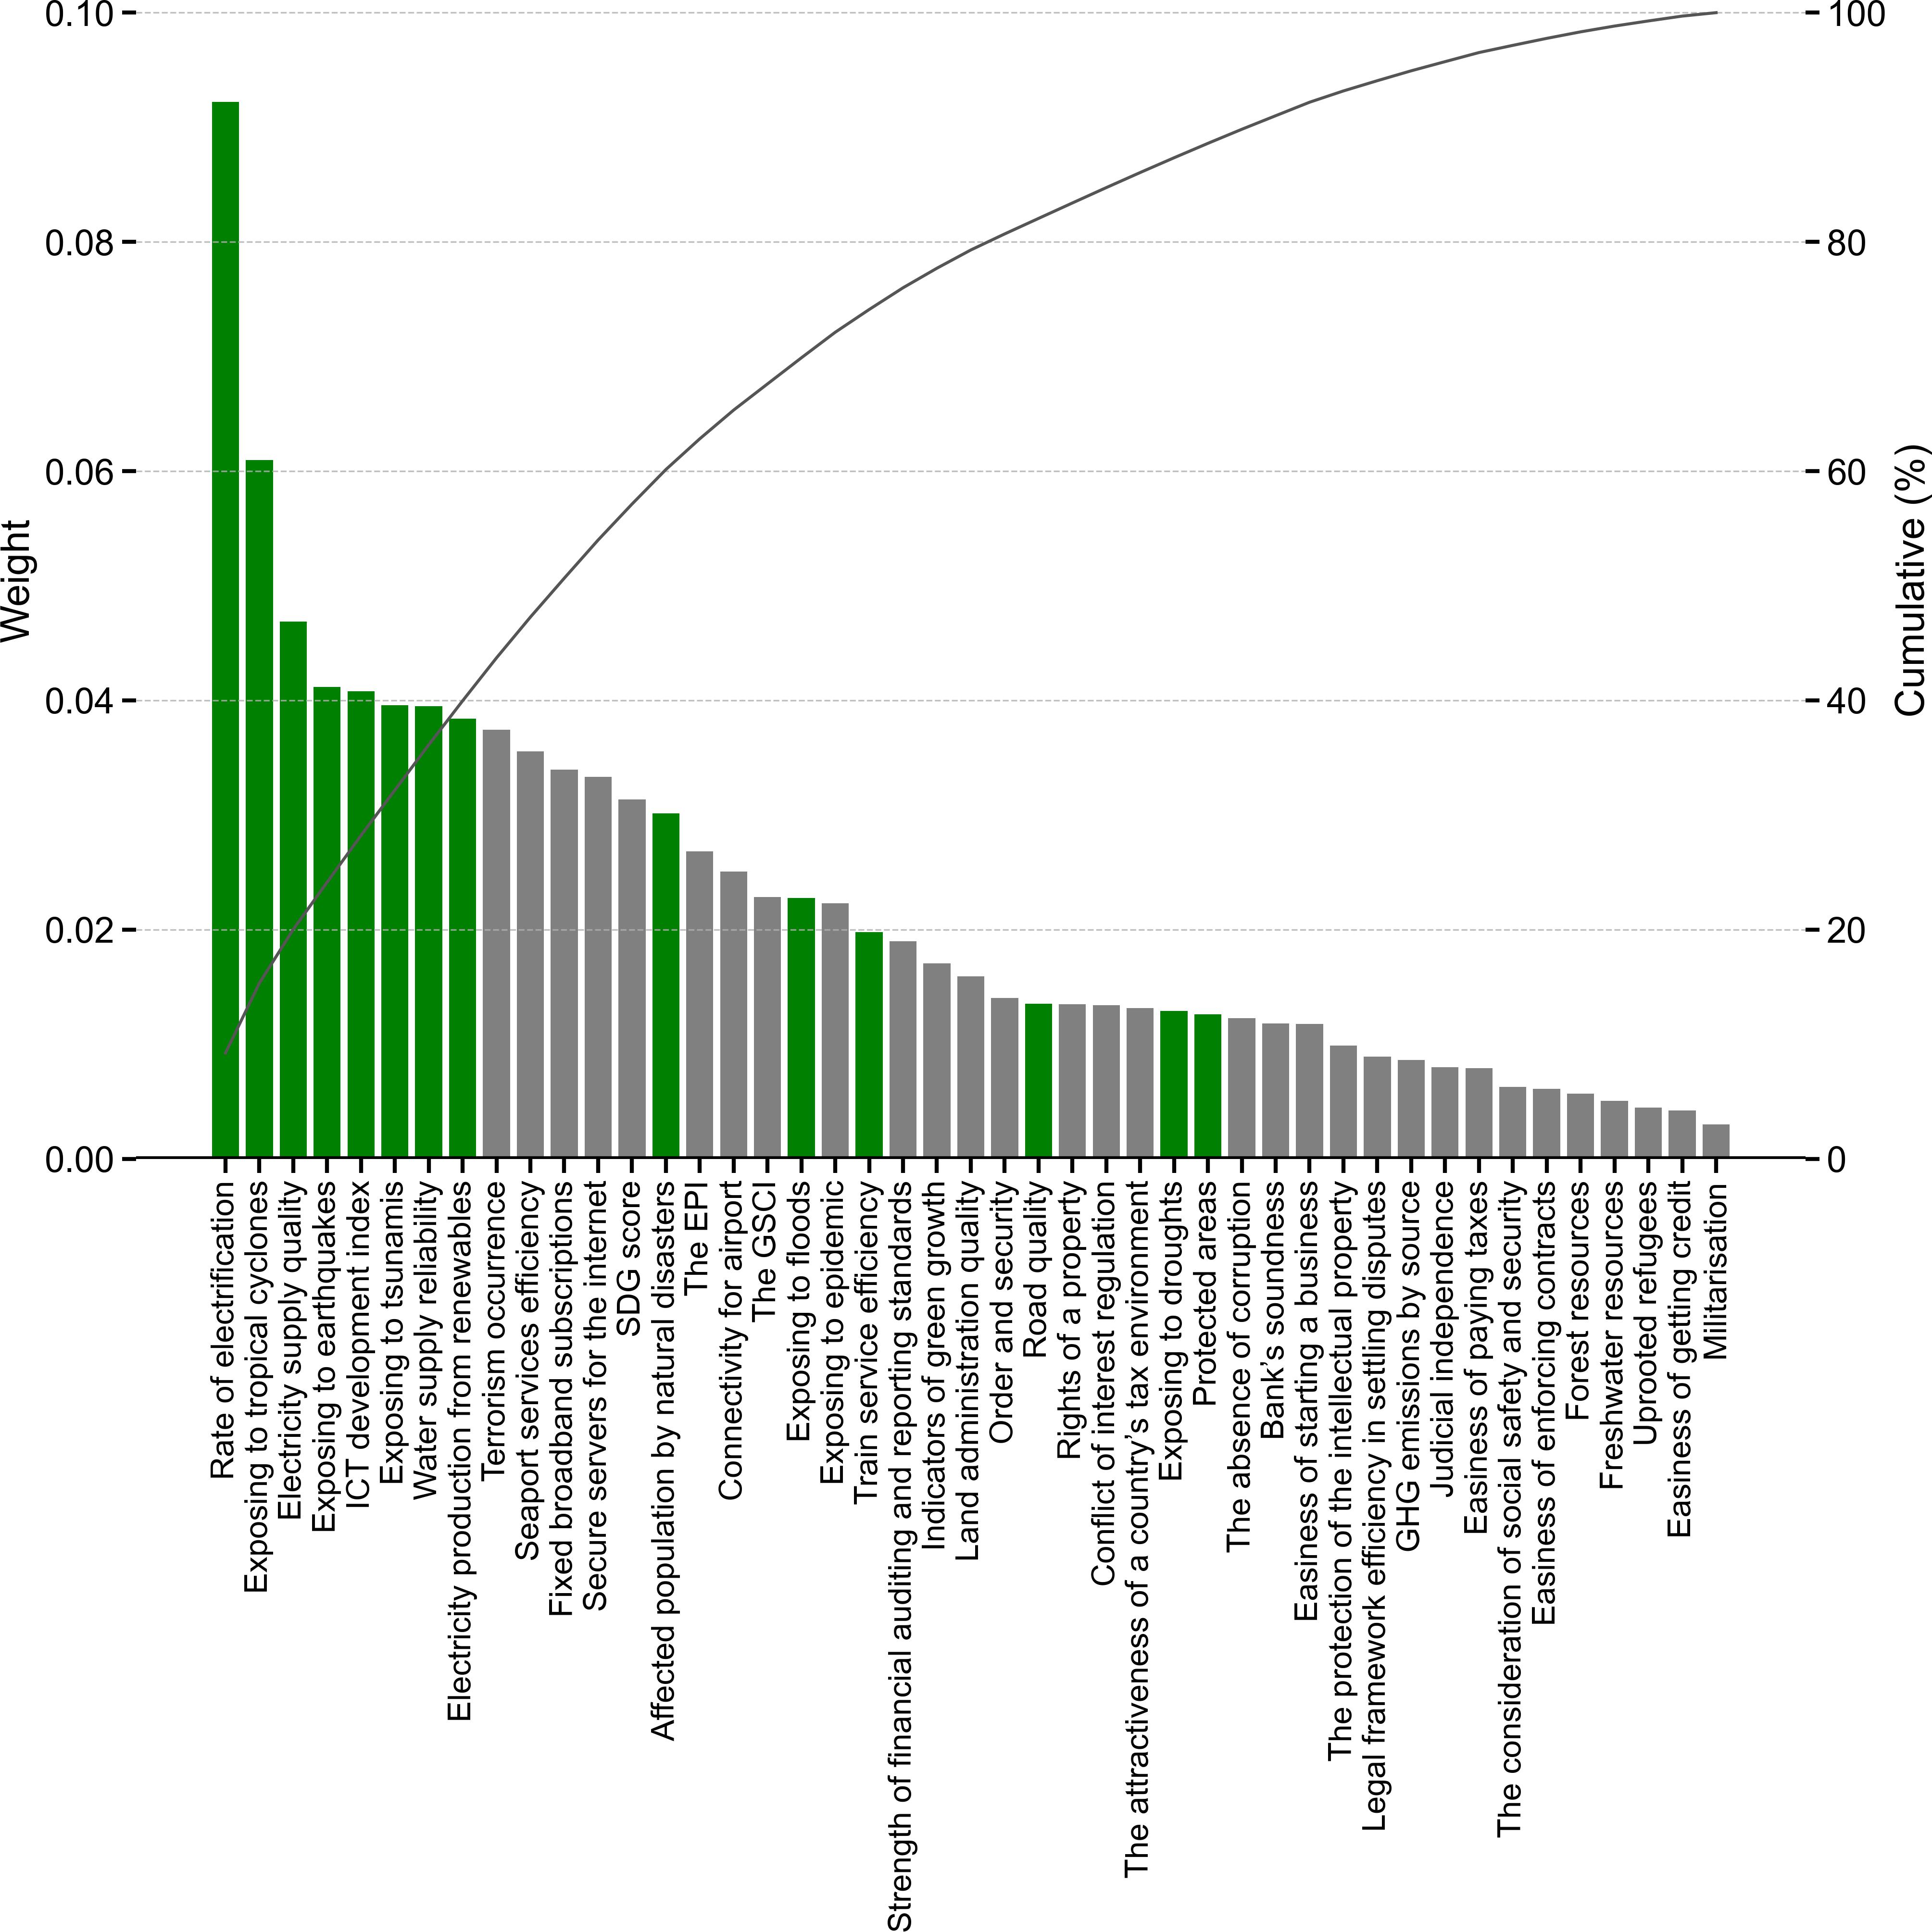 0.10
0.08
0.06
0.04
0.02
0.00
Weight
100
80
60
40
20
0
Cumulative (%)
Rate of electrification
Exposing to tropical cyclones
Electricity supply quality
Exposing to earthquakes
ICT development index
Exposing to tsunamis
Water supply reliability
Electricity production from renewables
Terrorism occurrence
Seaport services efficiency
Fixed broadband subscriptions
Secure servers for the internet
SDG score
Affected population by natural disasters
The EPI
Connectivity for airport
The GSCI
Exposing to floods
Exposing to epidemic
Train service efficiency
Strength of financial auditing and reporting standards
Indicators of green growth
Land administration quality
Order and security
Road quality
Rights of a property
Conflict of interest regulation
The attractiveness of a country’s tax environment
Exposing to droughts
Protected areas
The absence of corruption
Bank’s soundness
Easiness of starting a business
The protection of the intellectual property
Legal framework efficiency in settling disputes
GHG emissions by source
Judicial independence
Easiness of paying taxes
The consideration of social safety and security
Easiness of enforcing contracts
Forest resources
Freshwater resources
Uprooted refugees
Easiness of getting credit
Militarisation